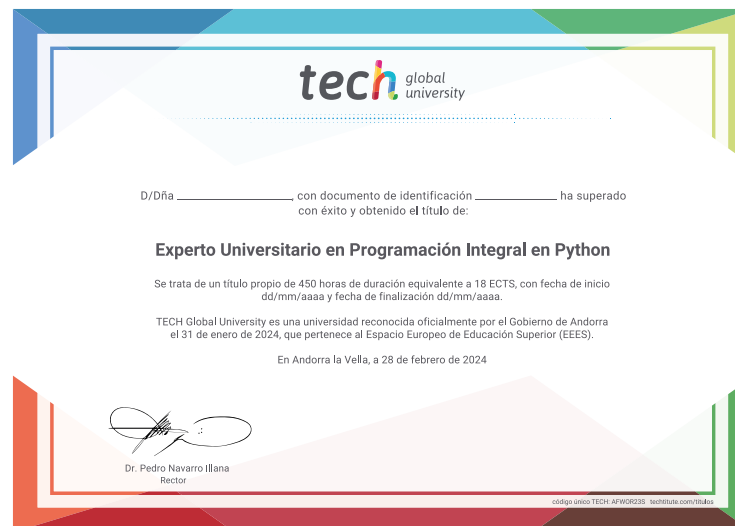 tech global university
D/Dña ____________________, con documento de identificación ______________ ha superado
con éxito y obtenido el título de:
Experto Universitario en Programación Integral en Python
Se trata de un título propio de 450 horas de duración equivalente a 18 ECTS, con fecha de inicio
dd/mm/aaaa y fecha de finalización dd/mm/aaaa.
TECH Global University es una universidad reconocida oficialmente por el Gobierno de Andorra
el 31 de enero de 2024, que pertenece al Espacio Europeo de Educación Superior (EEES).
En Andorra la Vella, a 28 de febrero de 2024
Dr. Pedro Navarro Illana
Rector
código único TECH: AFWOR23S techtitute.com/titulos